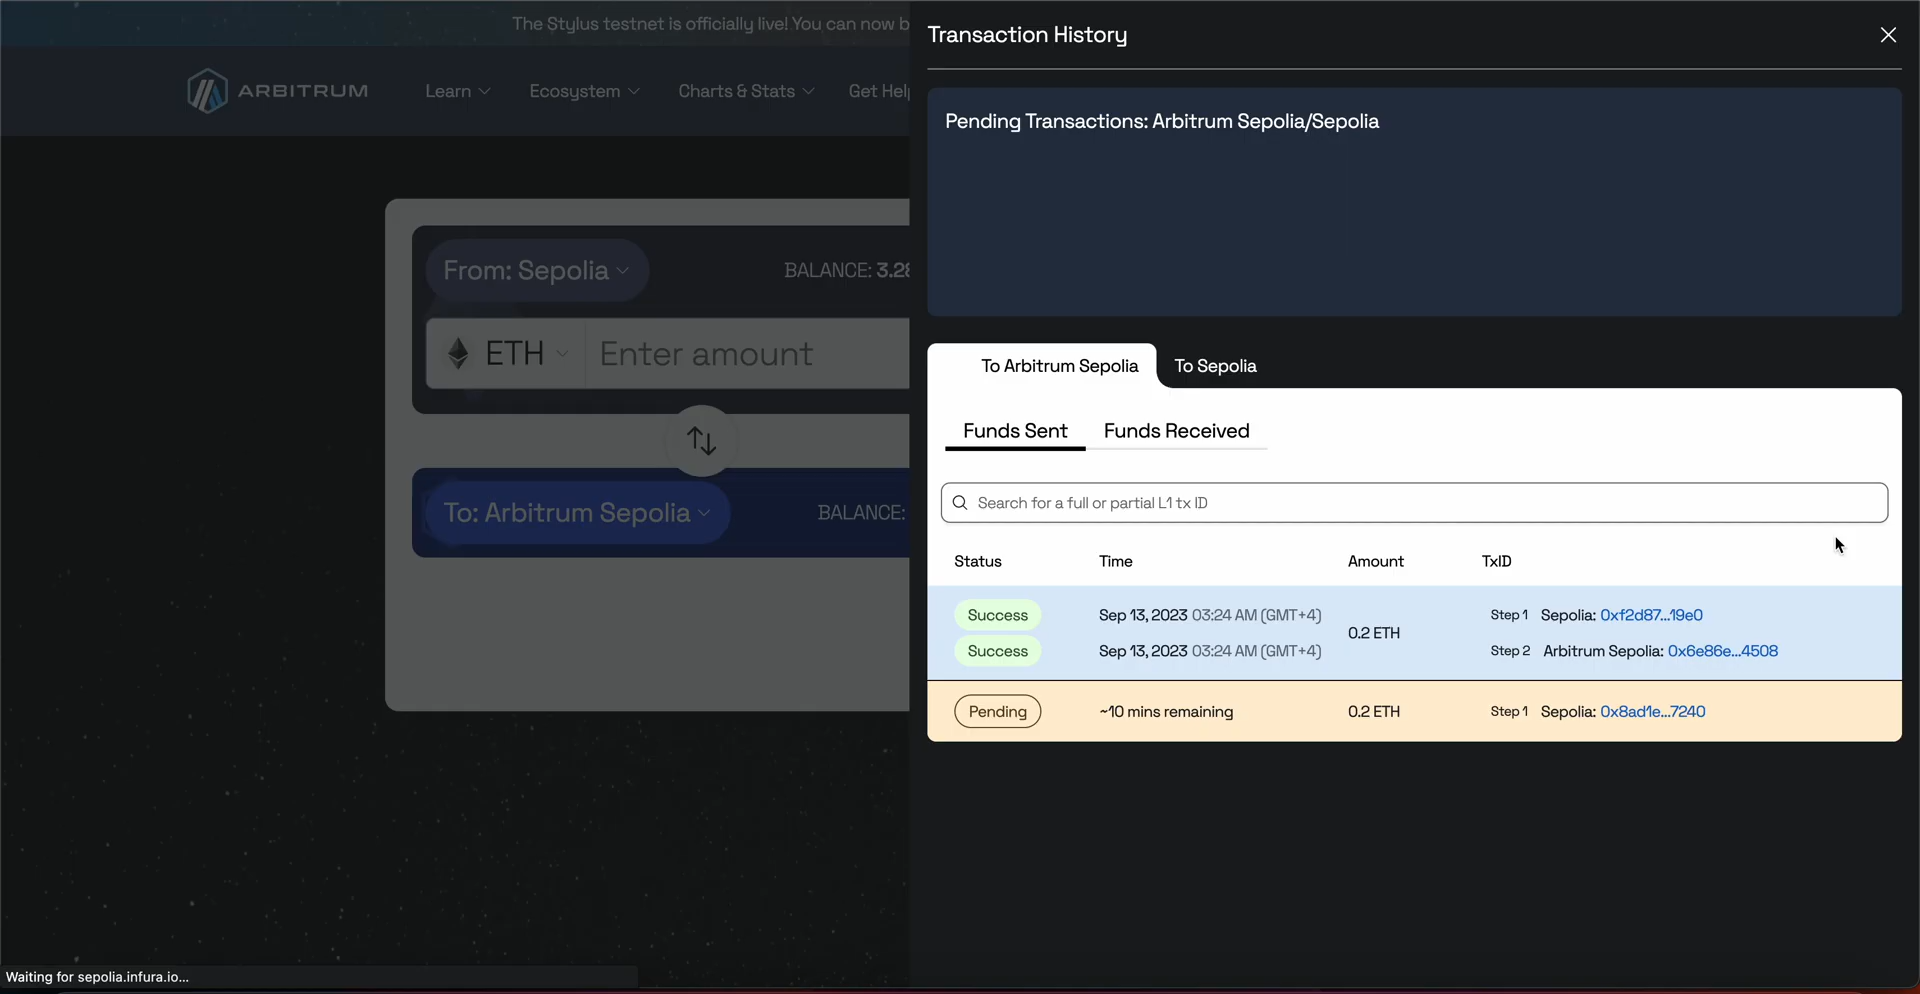 The Stylus testnet is officially live! You can now b
Transaction History
ARBITRUM
Learn
Ecosystem
Charts & Stats
Get Help
Pending Transactions: Arbitrum Sepolia/Sepolia
From: Sepolia
BALANCE: 3.28
ETH
Enter amount
To: Arbitrum Sepolia
BALANCE:
To Arbitrum Sepolia
To Sepolia
Funds Sent
Funds Received
Search for a full or partial L1 tx ID
Status Time Amount TxID
Success Sep 13, 2023 03:24 AM (GMT+4) 0.2 ETH Step 1 Sepolia: 0xf2d87...19e0
Success Sep 13, 2023 03:24 AM (GMT+4) Step 2 Arbitrum Sepolia: 0x6e86e...4508
Pending ~10 mins remaining 0.2 ETH Step 1 Sepolia: 0x8ad1e...7240
Waiting for sepolia.infura.io...